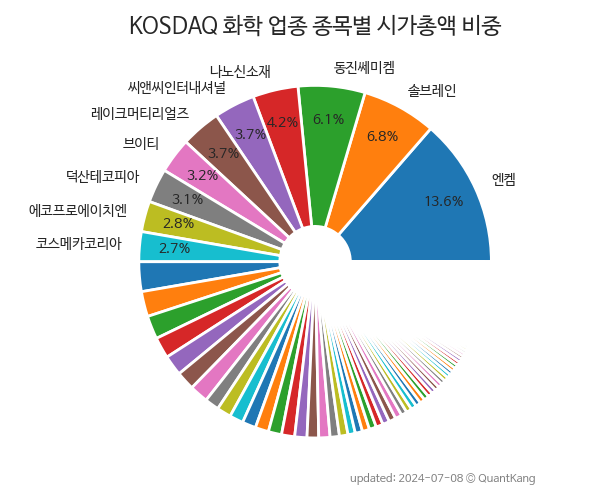 KOSDAQ 화학 업종 종목별 시가총액 비중
엔켐
13.6%
솔브레인
6.8%
동진쎄미켐
6.1%
나노신소재
4.2%
씨앤씨인터내셔널
3.7%
레이크머티리얼즈
3.7%
브이티
3.2%
덕산테코피아
3.1%
에코프로에이치엔
2.8%
코스메카코리아
2.7%
updated: 2024-07-08 © QuantKang